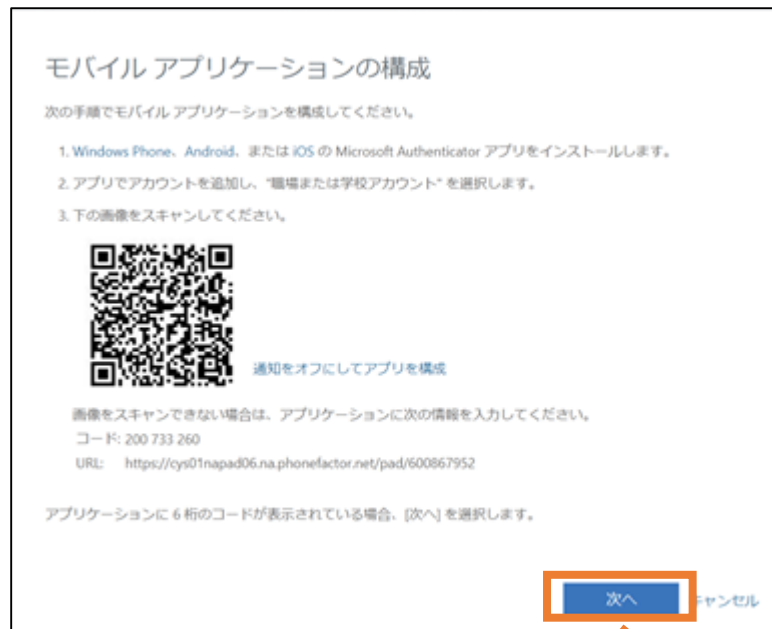 モバイル アプリケーションの構成
次の手順でモバイル アプリケーションを構成してください。
1. Windows Phone、Android、または iOS の Microsoft Authenticator アプリをインストールします。
2. アプリでアカウントを追加し、"職場または学校アカウント" を選択します。
3. 下の画像をスキャンしてください。
通知をオフにしてアプリを構成
画像をスキャンできない場合は、アプリケーションに次の情報を入力してください。
コード: 200 733 260
URL: https://cys01napad06.na.phonefactor.net/pad/600867952
アプリケーションに 6 桁のコードが表示されている場合、[次へ] を選択します。
次へ
キャンセル